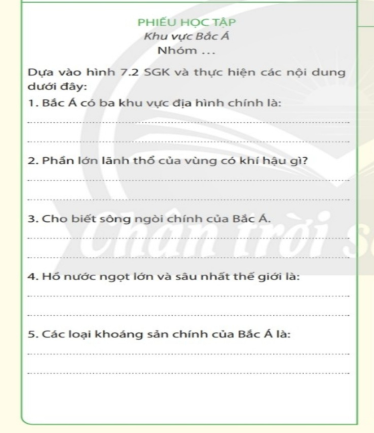 PHIẾU HỌC TẬP
Khu vực Bắc Á
Nhóm ...
Dựa vào hình 7.2 SGK và thực hiện các nội dung
dưới đây:
1. Bắc Á có ba khu vực địa hình chính là:
2. Phần lớn lãnh thổ của vùng có khí hậu gì?
3. Cho biết sông ngòi chính của Bắc Á.
Chân trời s
4. Hồ nước ngọt lớn và sâu nhất thế giới là:
5. Các loại khoáng sản chính của Bắc Á là: